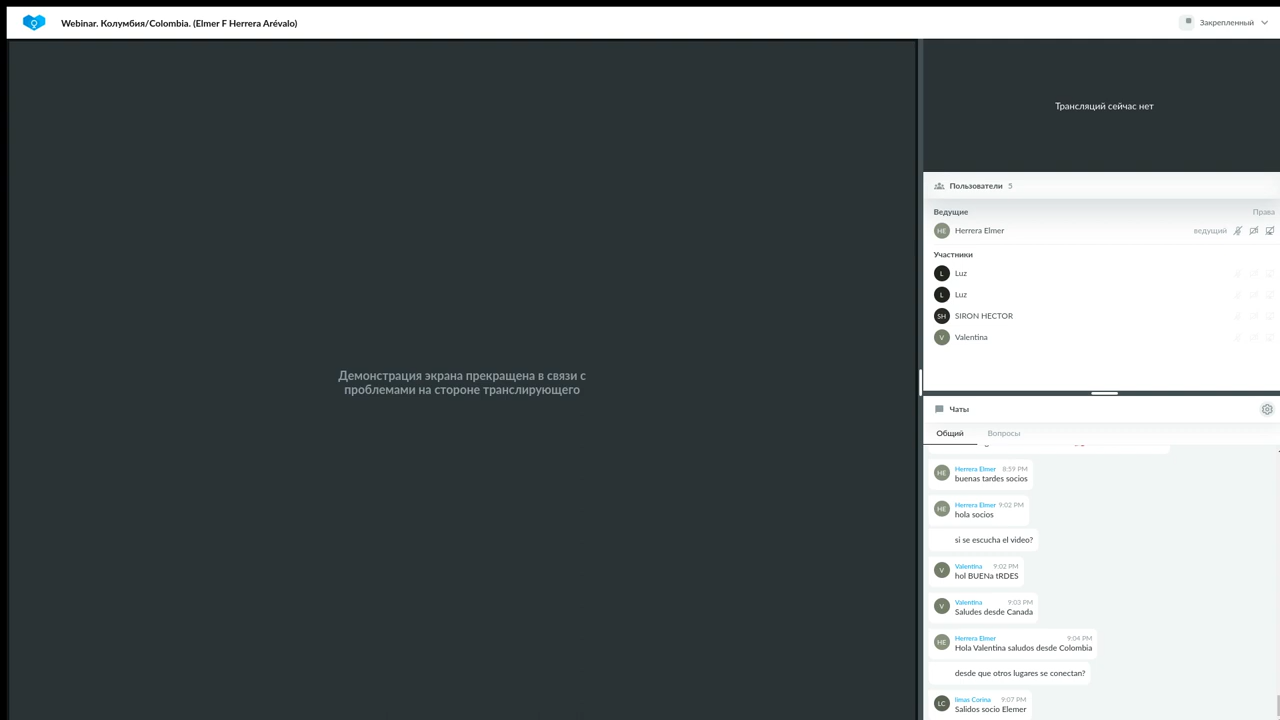 Webinar. Колумбия/Colombia. (Elmer F Herrera Arévalo)
Закрепленный
Демонстрация экрана прекращена в связи с
проблемами на стороне транслирующего
Трансляций сейчас нет
Пользователи 5
Ведущие Права
HE Herrera Elmer ведущий
Участники
L Luz
L Luz
SH SIRON HECTOR
V Valentina
Чаты
Общий Вопросы
HE Herrera Elmer 8:59 PM
buenas tardes socios
HE Herrera Elmer 9:02 PM
hola socios
si se escucha el video?
V Valentina 9:02 PM
hol BUENa tRDES
V Valentina 9:03 PM
Saludes desde Canada
HE Herrera Elmer 9:04 PM
Hola Valentina saludos desde Colombia
desde que otros lugares se conectan?
LC limas Corina 9:07 PM
Salidos socio Elemer